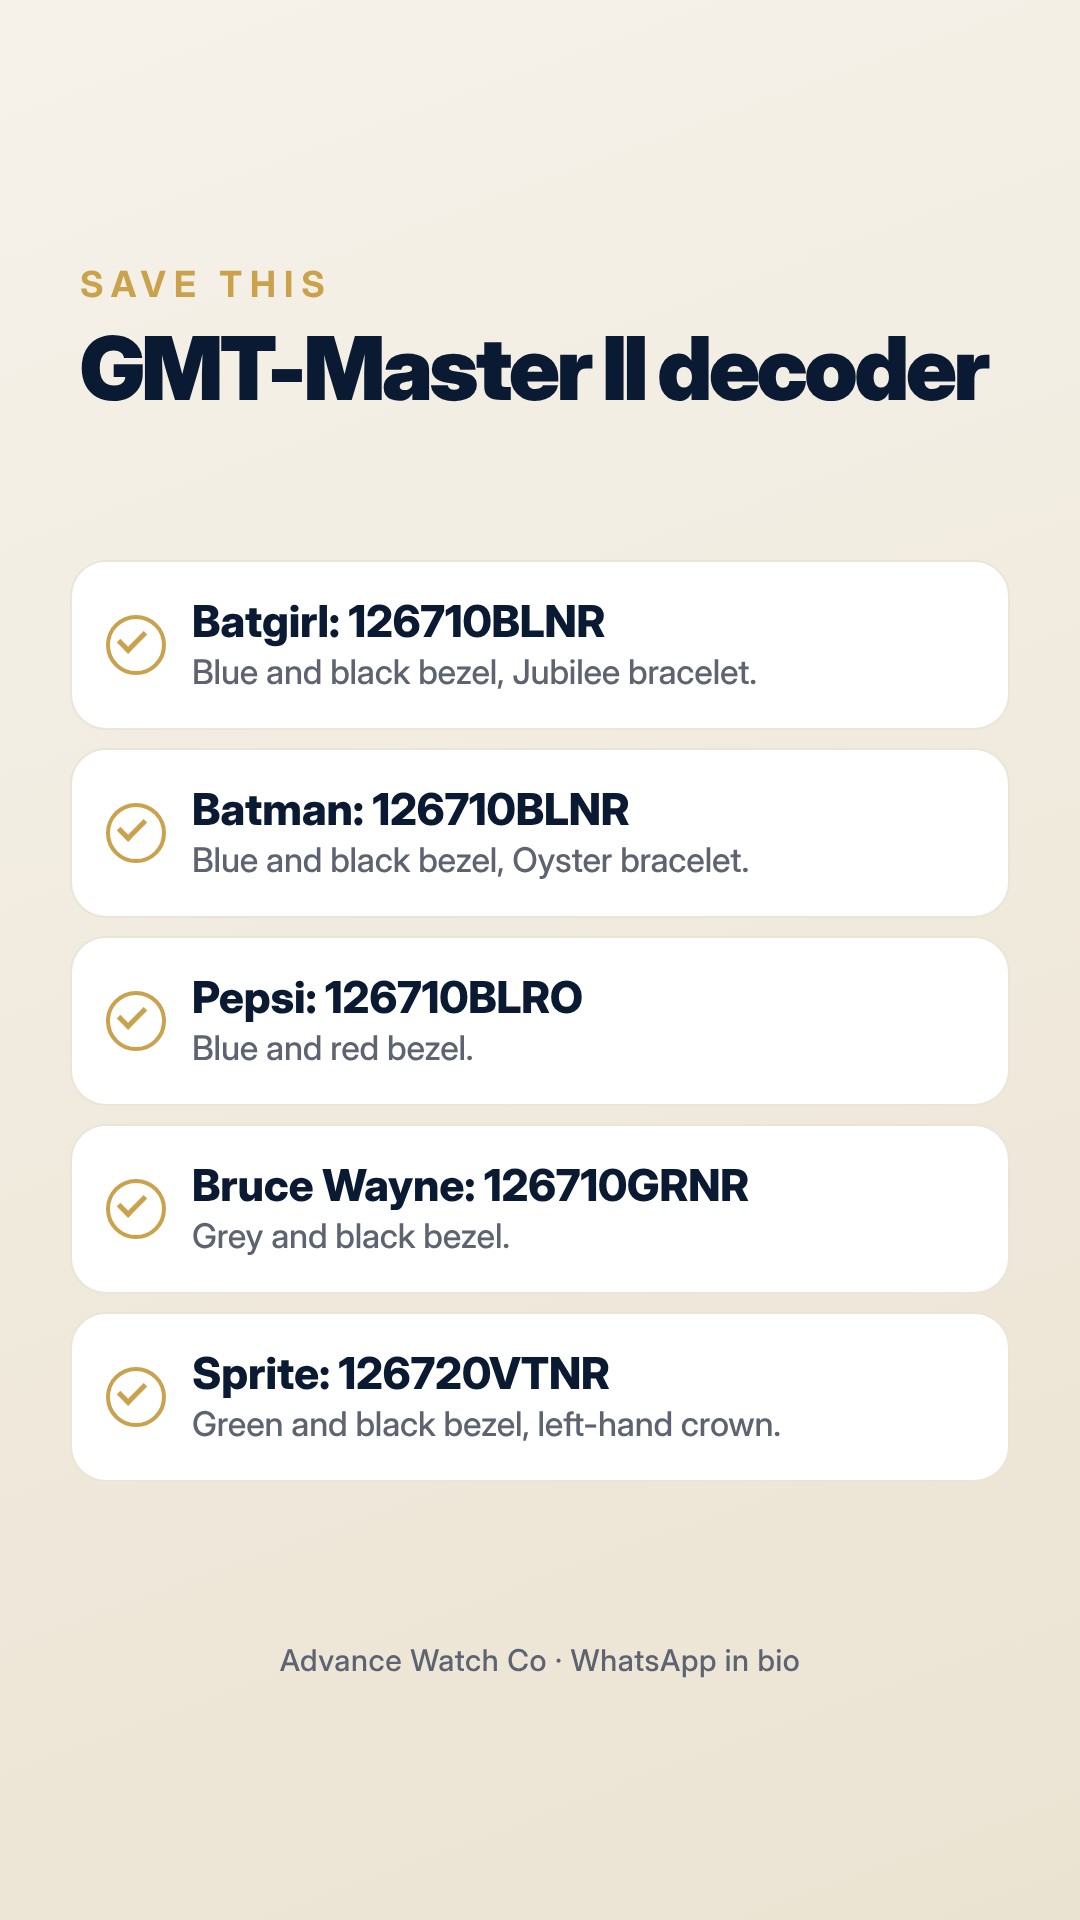 SAVE THIS
GMT-Master II decoder
Batgirl: 126710BLNR
Blue and black bezel, Jubilee bracelet.
Batman: 126710BLNR
Blue and black bezel, Oyster bracelet.
Pepsi: 126710BLRO
Blue and red bezel.
Bruce Wayne: 126710GRNR
Grey and black bezel.
Sprite: 126720VTNR
Green and black bezel, left-hand crown.
Advance Watch Co · WhatsApp in bio